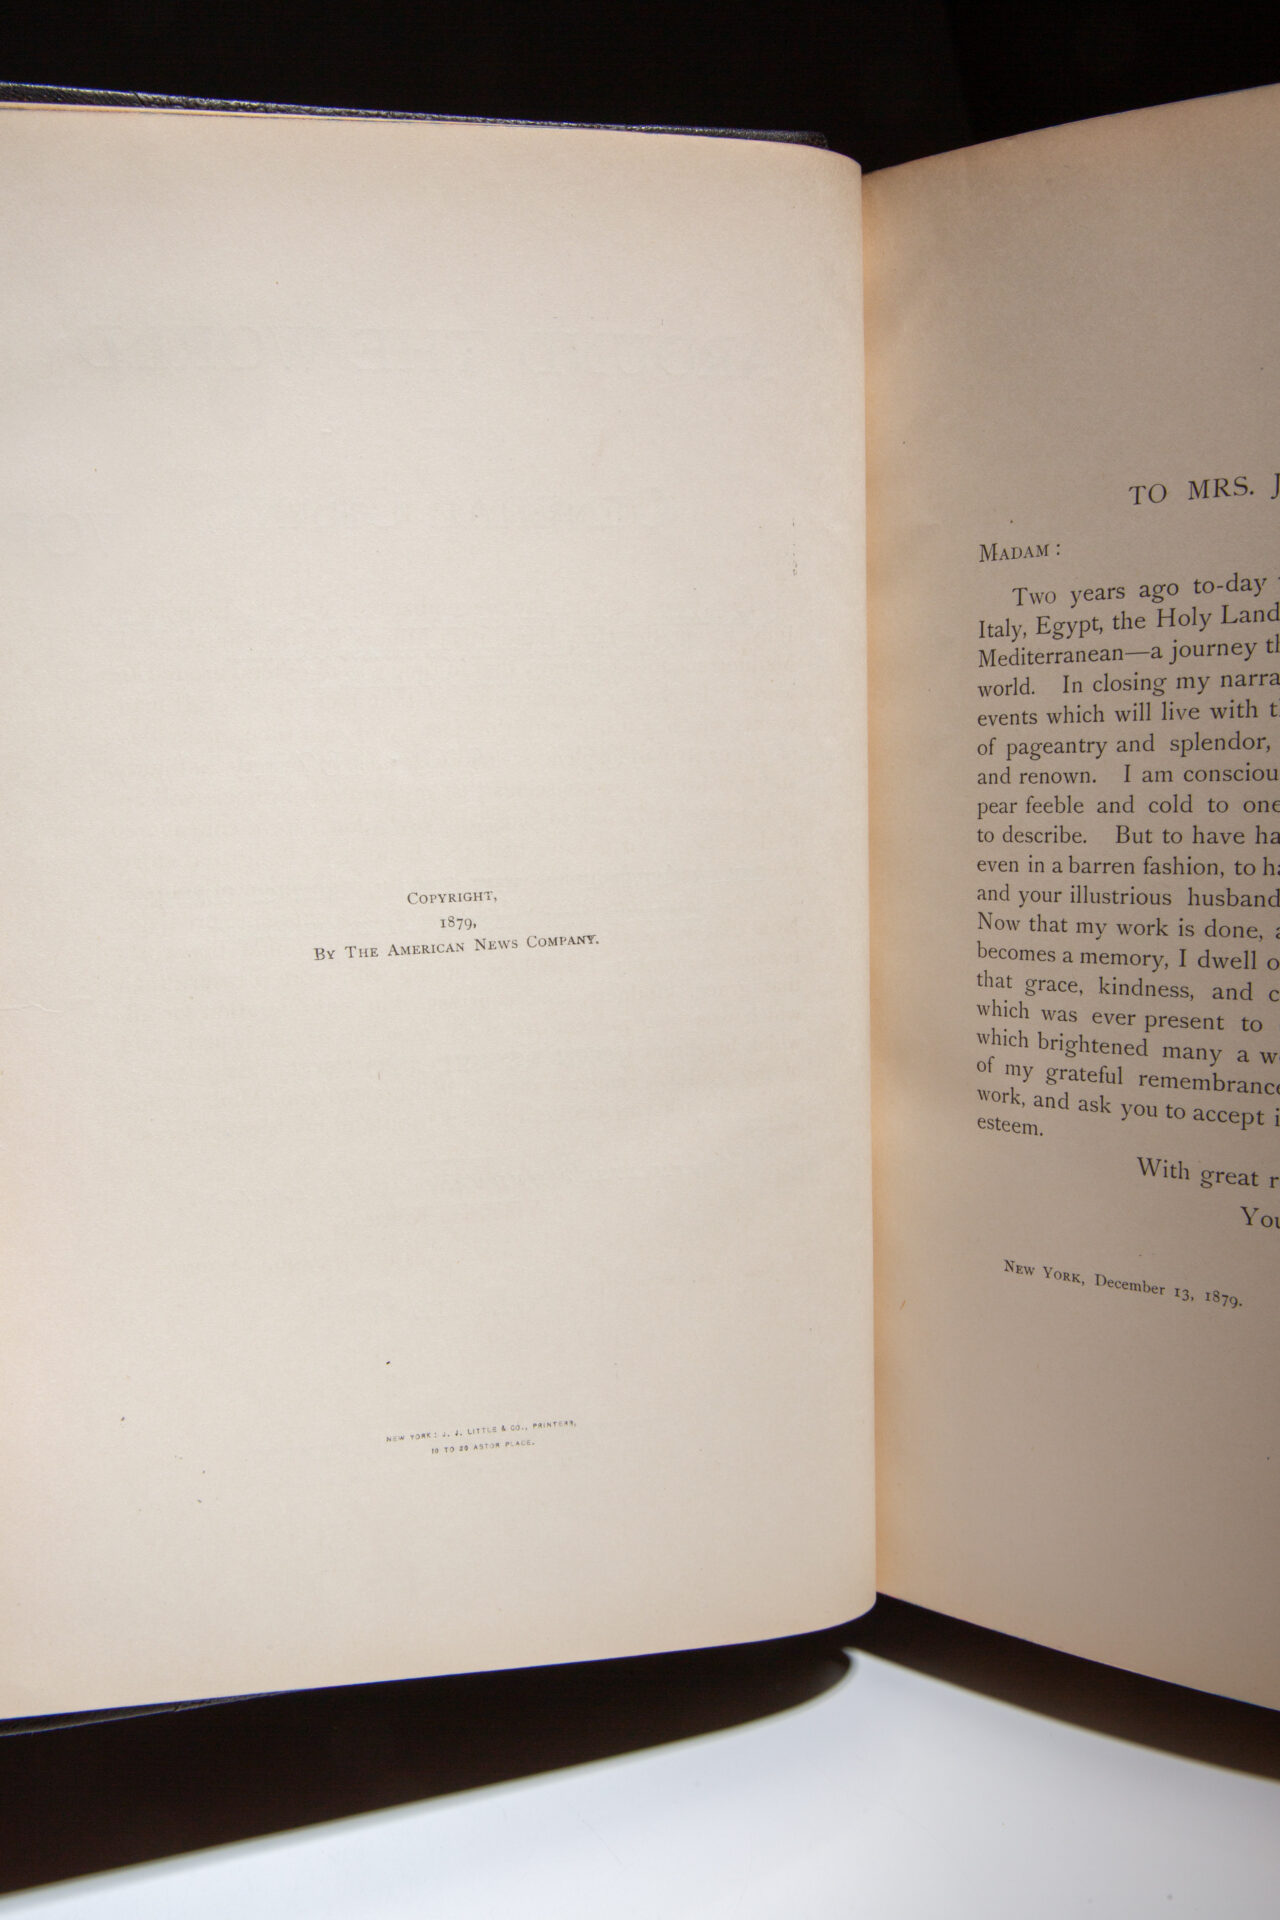 COPYRIGHT,
1879,
BY THE AMERICAN NEWS COMPANY.
NEW YORK: J. J. LITTLE & CO., PRINTERS,
10 TO 20 ASTOR PLACE.
TO MRS. J
MADAM:
Two years ago to-day
Italy, Egypt, the Holy Land
Mediterranean—a journey th
world. In closing my narra
events which will live with t
of pageantry and splendor,
and renown. I am consciou
pear feeble and cold to one
to describe. But to have ha
even in a barren fashion, to ha
and your illustrious husband
Now that my work is done, a
becomes a memory, I dwell o
that grace, kindness, and c
which was ever present to
which brightened many a w
of my grateful remembrance
work, and ask you to accept i
esteem.
With great r
You
NEW YORK, December 13, 1879.